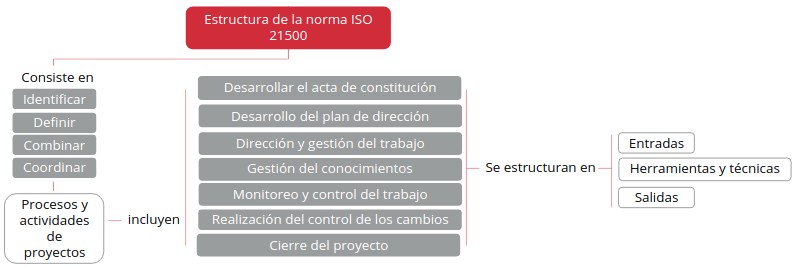 Estructura de la norma ISO
21500
Consiste en
Identificar
Definir
Combinar
Coordinar
Procesos y
actividades
de
proyectos
incluyen
Desarrollar el acta de constitución
Desarrollo del plan de dirección
Dirección y gestión del trabajo
Gestión del conocimientos
Monitoreo y control del trabajo
Realización del control de los cambios
Cierre del proyecto
Se estructuran en
Entradas
Herramientas y técnicas
Salidas